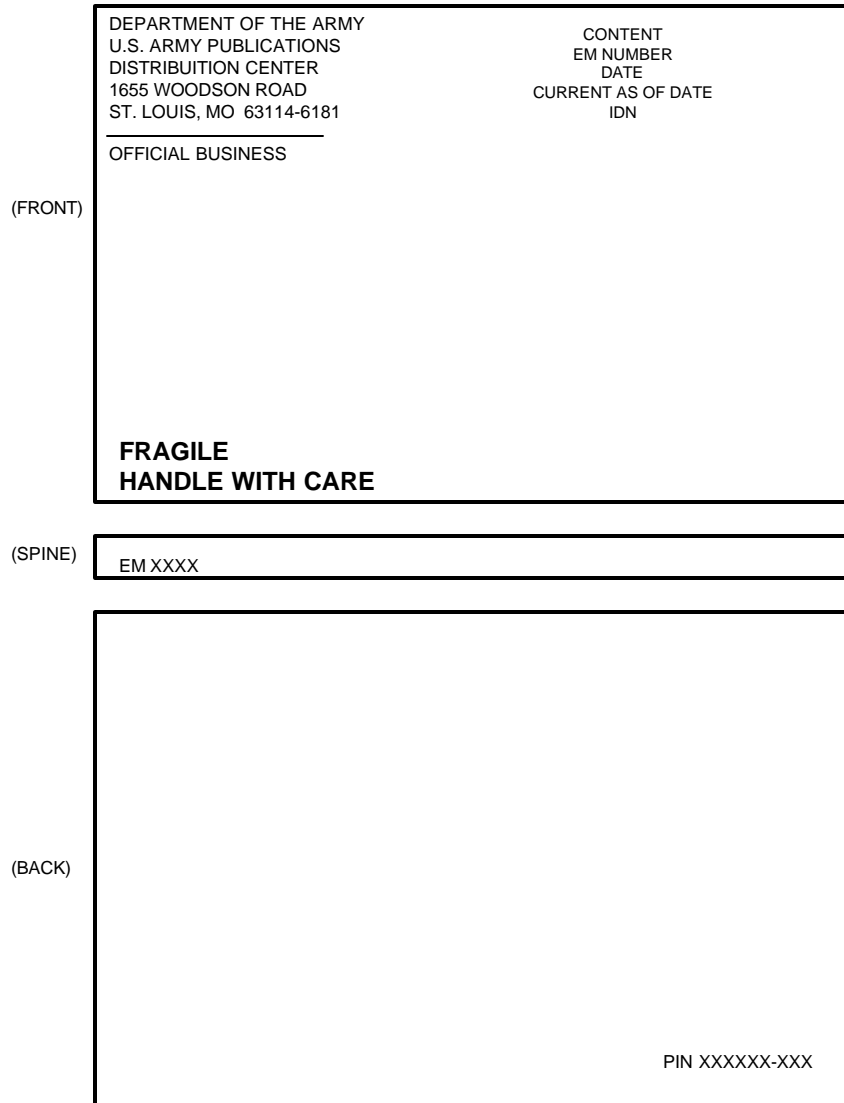 DEPARTMENT OF THE ARMY
U.S. ARMY PUBLICATIONS
DISTRIBUITION CENTER
1655 WOODSON ROAD
ST. LOUIS, MO 63114-6181
OFFICIAL BUSINESS
CONTENT
EM NUMBER
DATE
CURRENT AS OF DATE
IDN
(FRONT)
FRAGILE
HANDLE WITH CARE
(SPINE)
EM XXXX
(BACK)
PIN XXXXXX-XXX